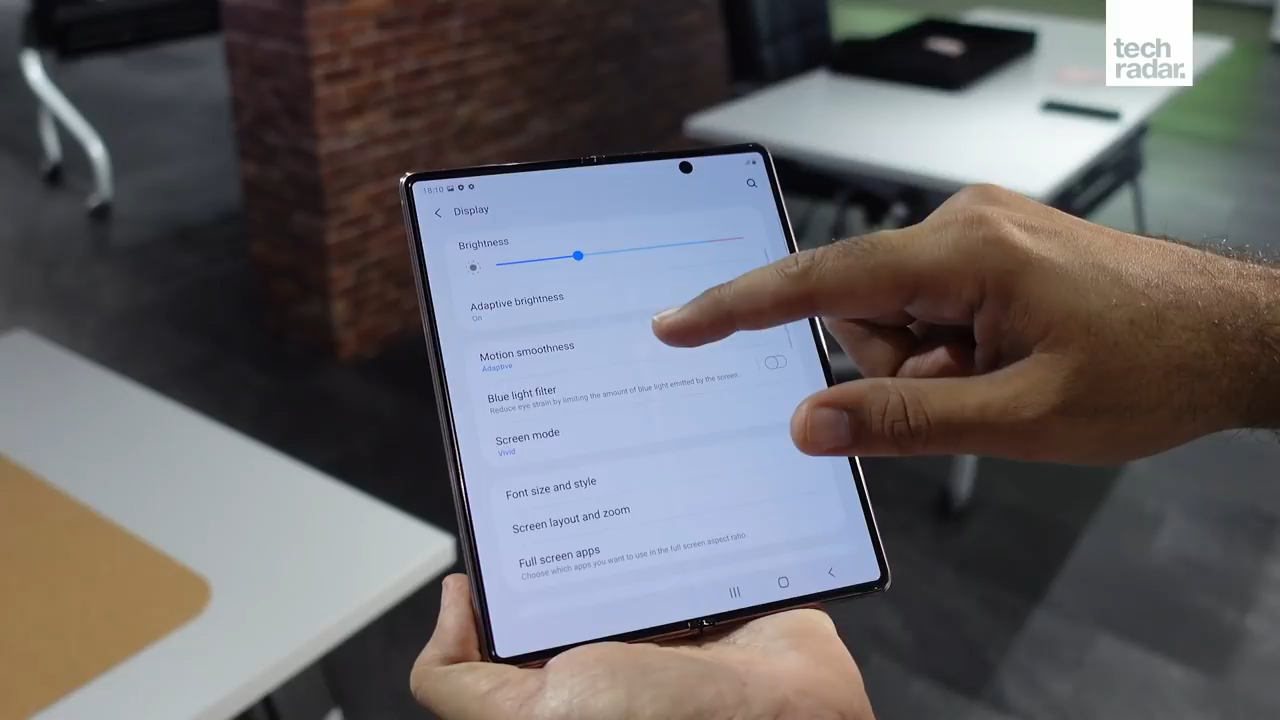 tech
radar.
18:10
Display
Brightness
Adaptive brightness
On
Motion smoothness
Adaptive
Blue light filter
Reduce eye strain by limiting the amount of blue light emitted by the screen.
Screen mode
Vivid
Font size and style
Screen layout and zoom
Full screen apps
Choose which apps you want to use in the full screen aspect ratio.